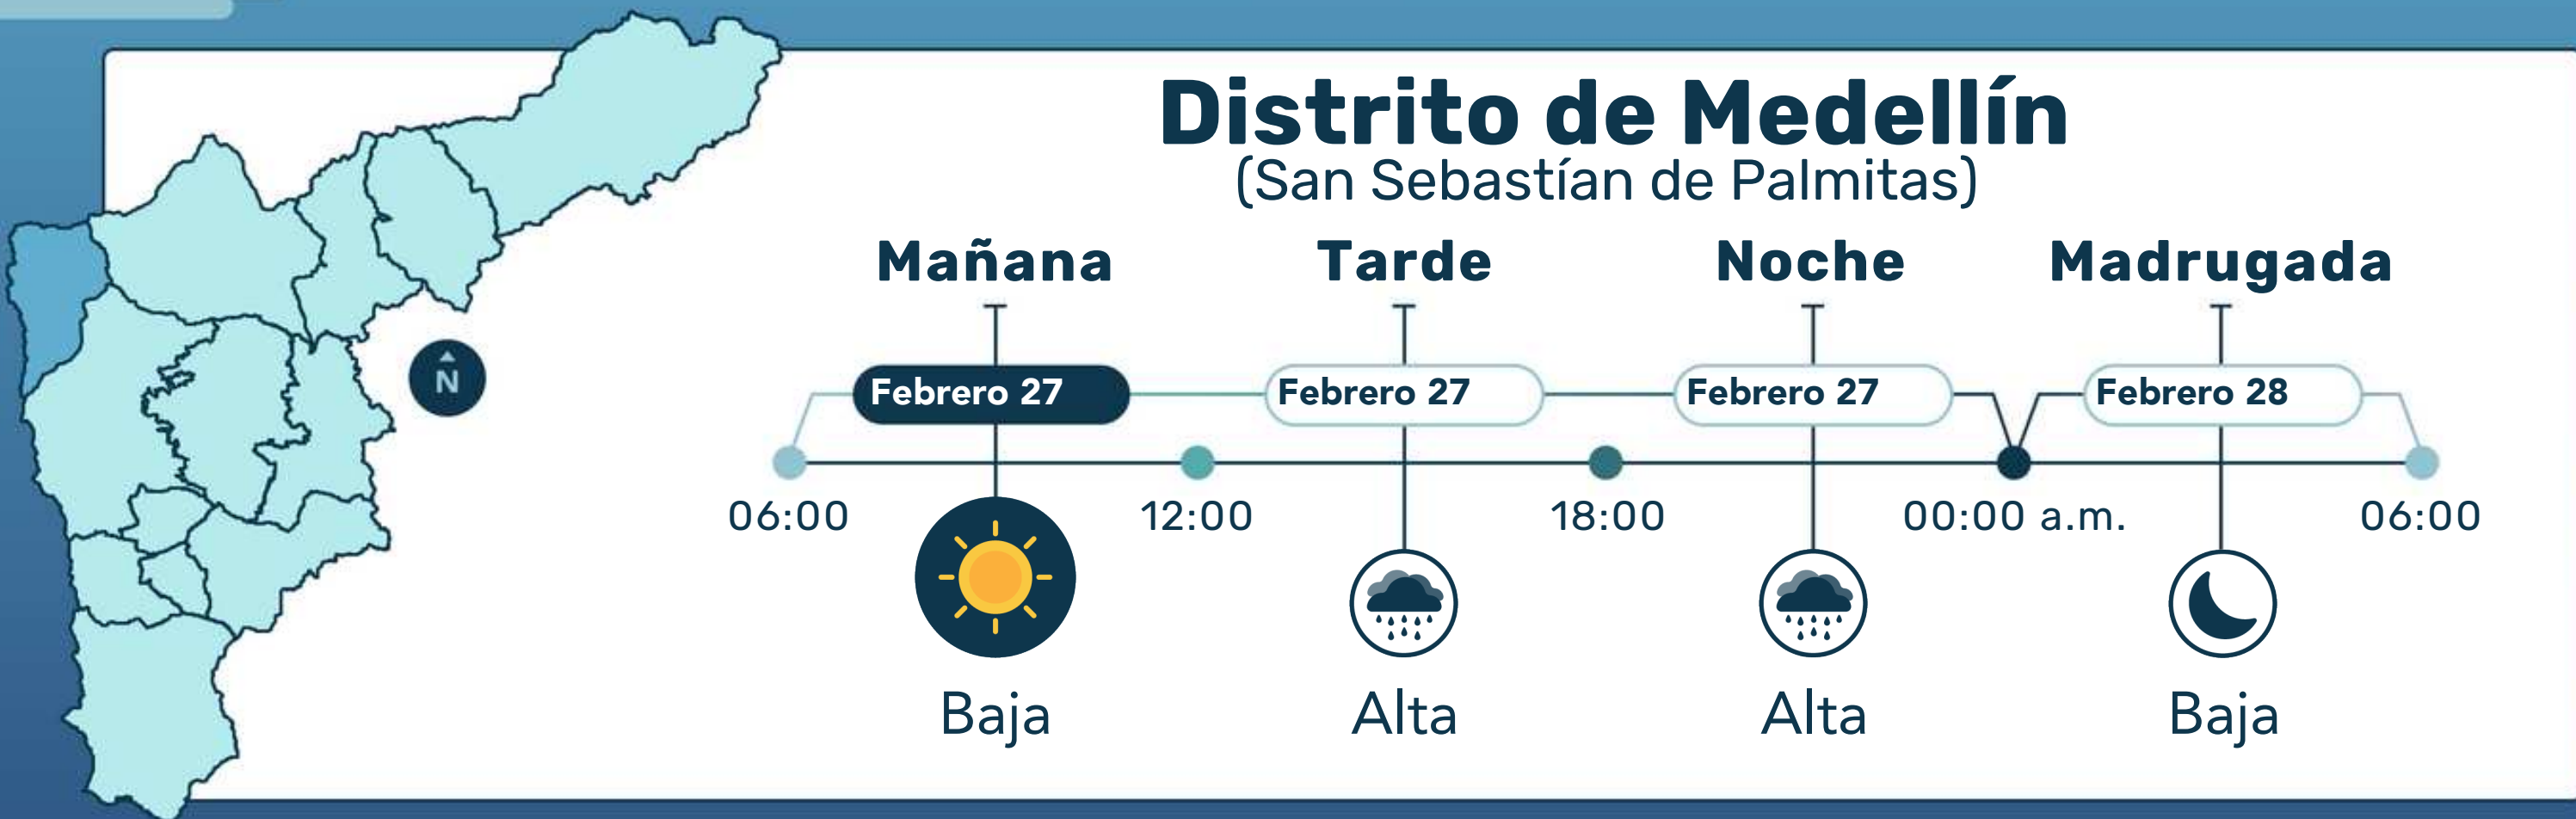 Distrito de Medellín
(San Sebastían de Palmitas)
Mañana Tarde Noche Madrugada
Febrero 27 Febrero 27 Febrero 27 Febrero 28
N
06:00 12:00 18:00 00:00 a.m. 06:00
Baja Alta Alta Baja